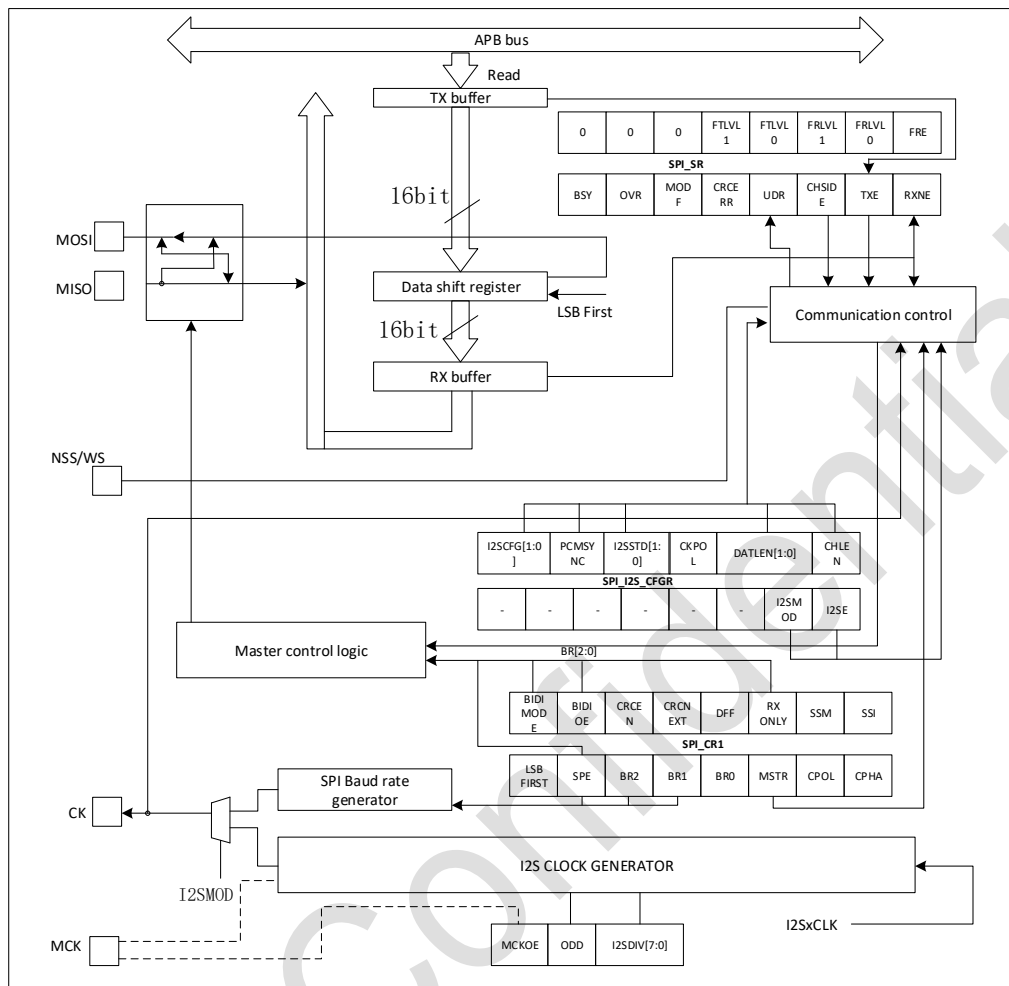 APB bus
Read
TX buffer
0 0 0 FTLVL FTLVL FRLVL FRLVL FRE
1 0 1 0
SPI_SR
BSY OVR MOD CRCE UDR CHSID TXE RXNE
F RR E
16bit
MOSI
MISO
Data shift register
LSB First
Communication control
16bit
RX buffer
NSS/WS
I2SCFG[1:0 PCMSY I2SSTD[1: CKPO DATLEN[1:0] CHLE
] NC 0] L N
SPI_I2S_CFGR
- - - - - - I2SM I2SE
OD
Master control logic
BR[2:0]
BIDI BIDI CRCE CRCN DFF RX SSM SSI
MOD OE N EXT ONLY
E
SPI_CR1
LSB SPE BR2 BR1 BR0 MSTR CPOL CPHA
FIRST
SPI Baud rate
generator
CK
I2S CLOCK GENERATOR
I2SMOD
I2SxCLK
MCK
MCKOE ODD I2SDIV[7:0]
Confidential